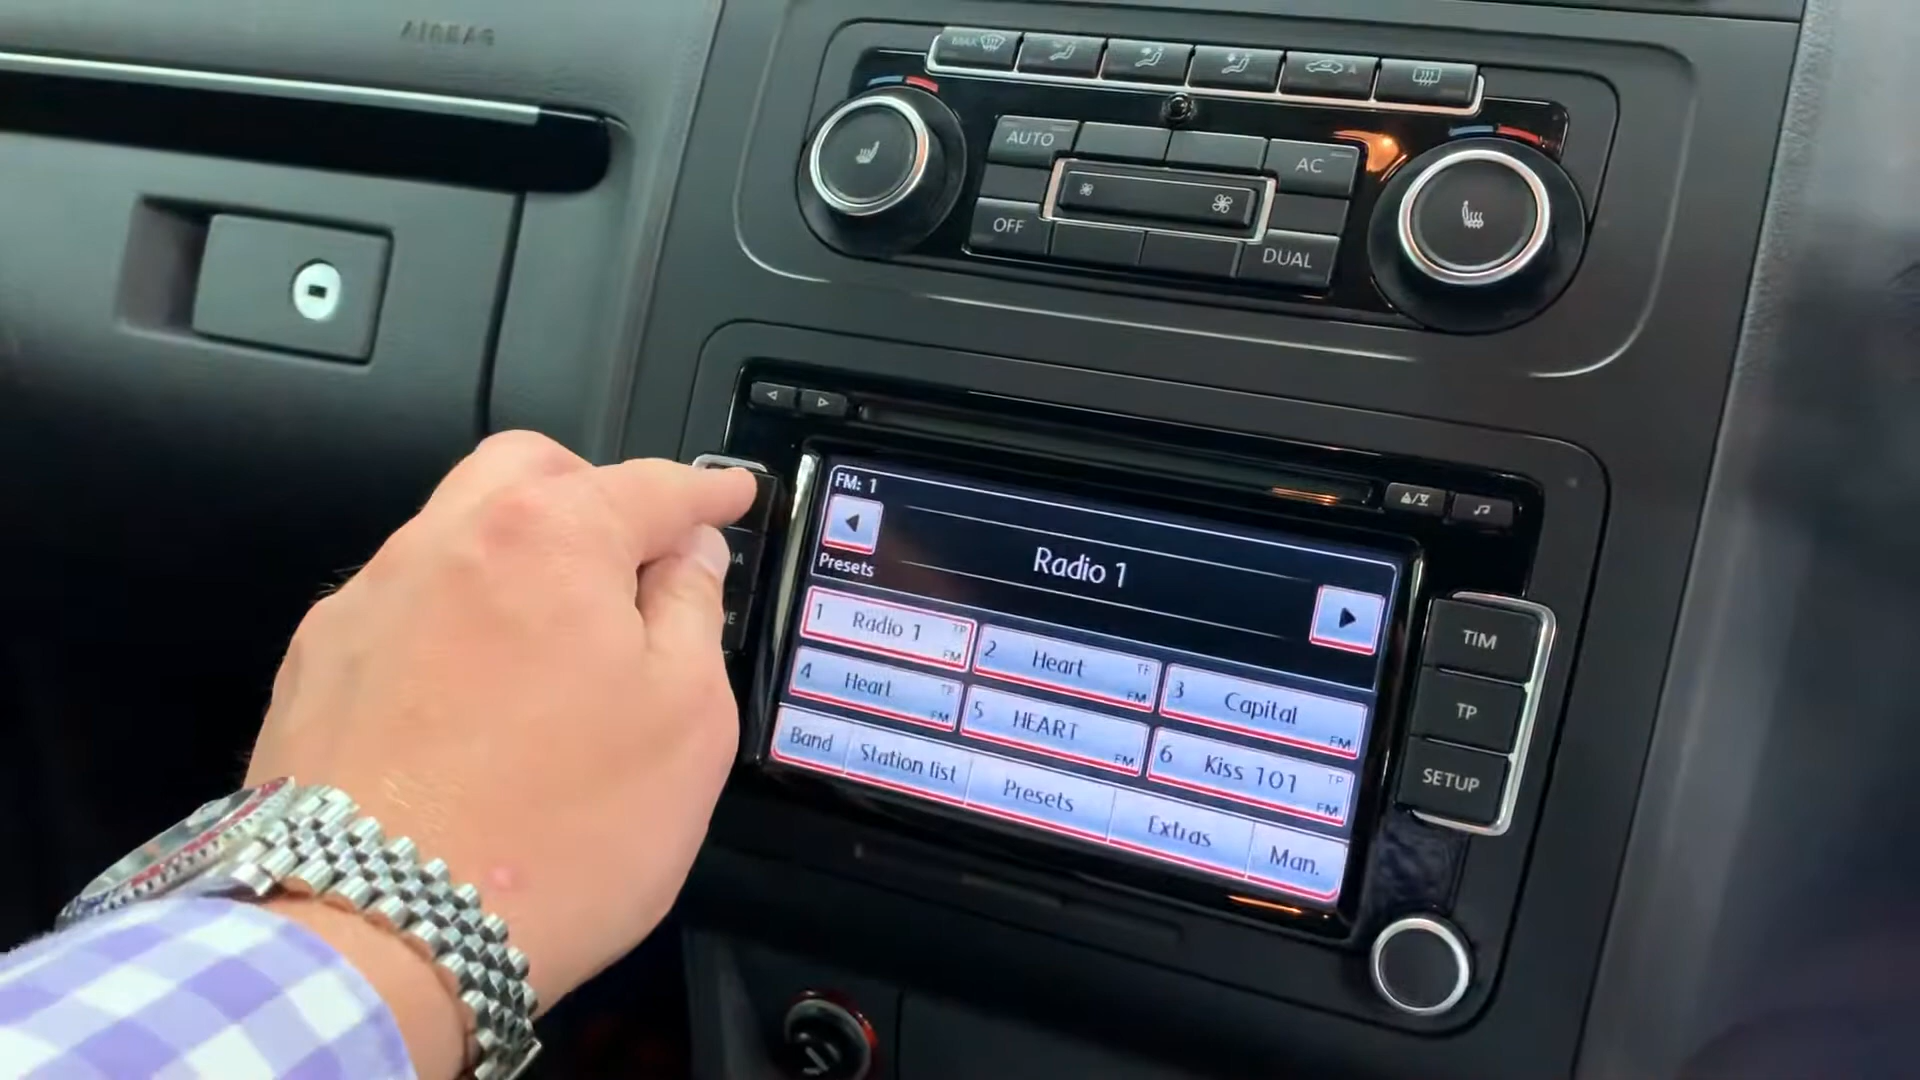 AIRBAG
MAX
A
AUTO
AC
OFF
DUAL
FM: 1
Radio 1
Presets
1 Radio 1 TP FM
2 Heart TP FM
3 Capital FM
4 Heart TP FM
5 HEART FM
6 Kiss 101 TP FM
Band Station list Presets Extras Man.
TIM
TP
SETUP